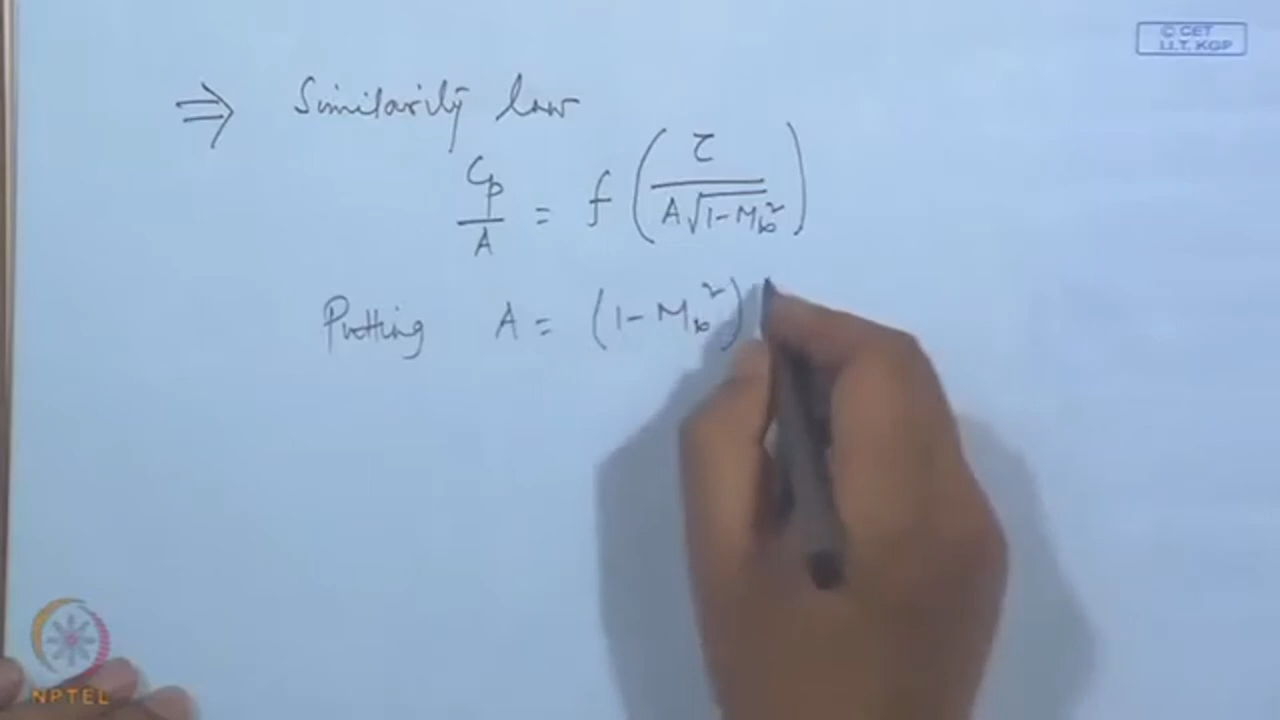 © CET
I.I.T. KGP
⇒ Similarity law
Cp/A = f(τ/(A√(1-M∞²)))
Putting A = (1-M∞²)
NPTEL